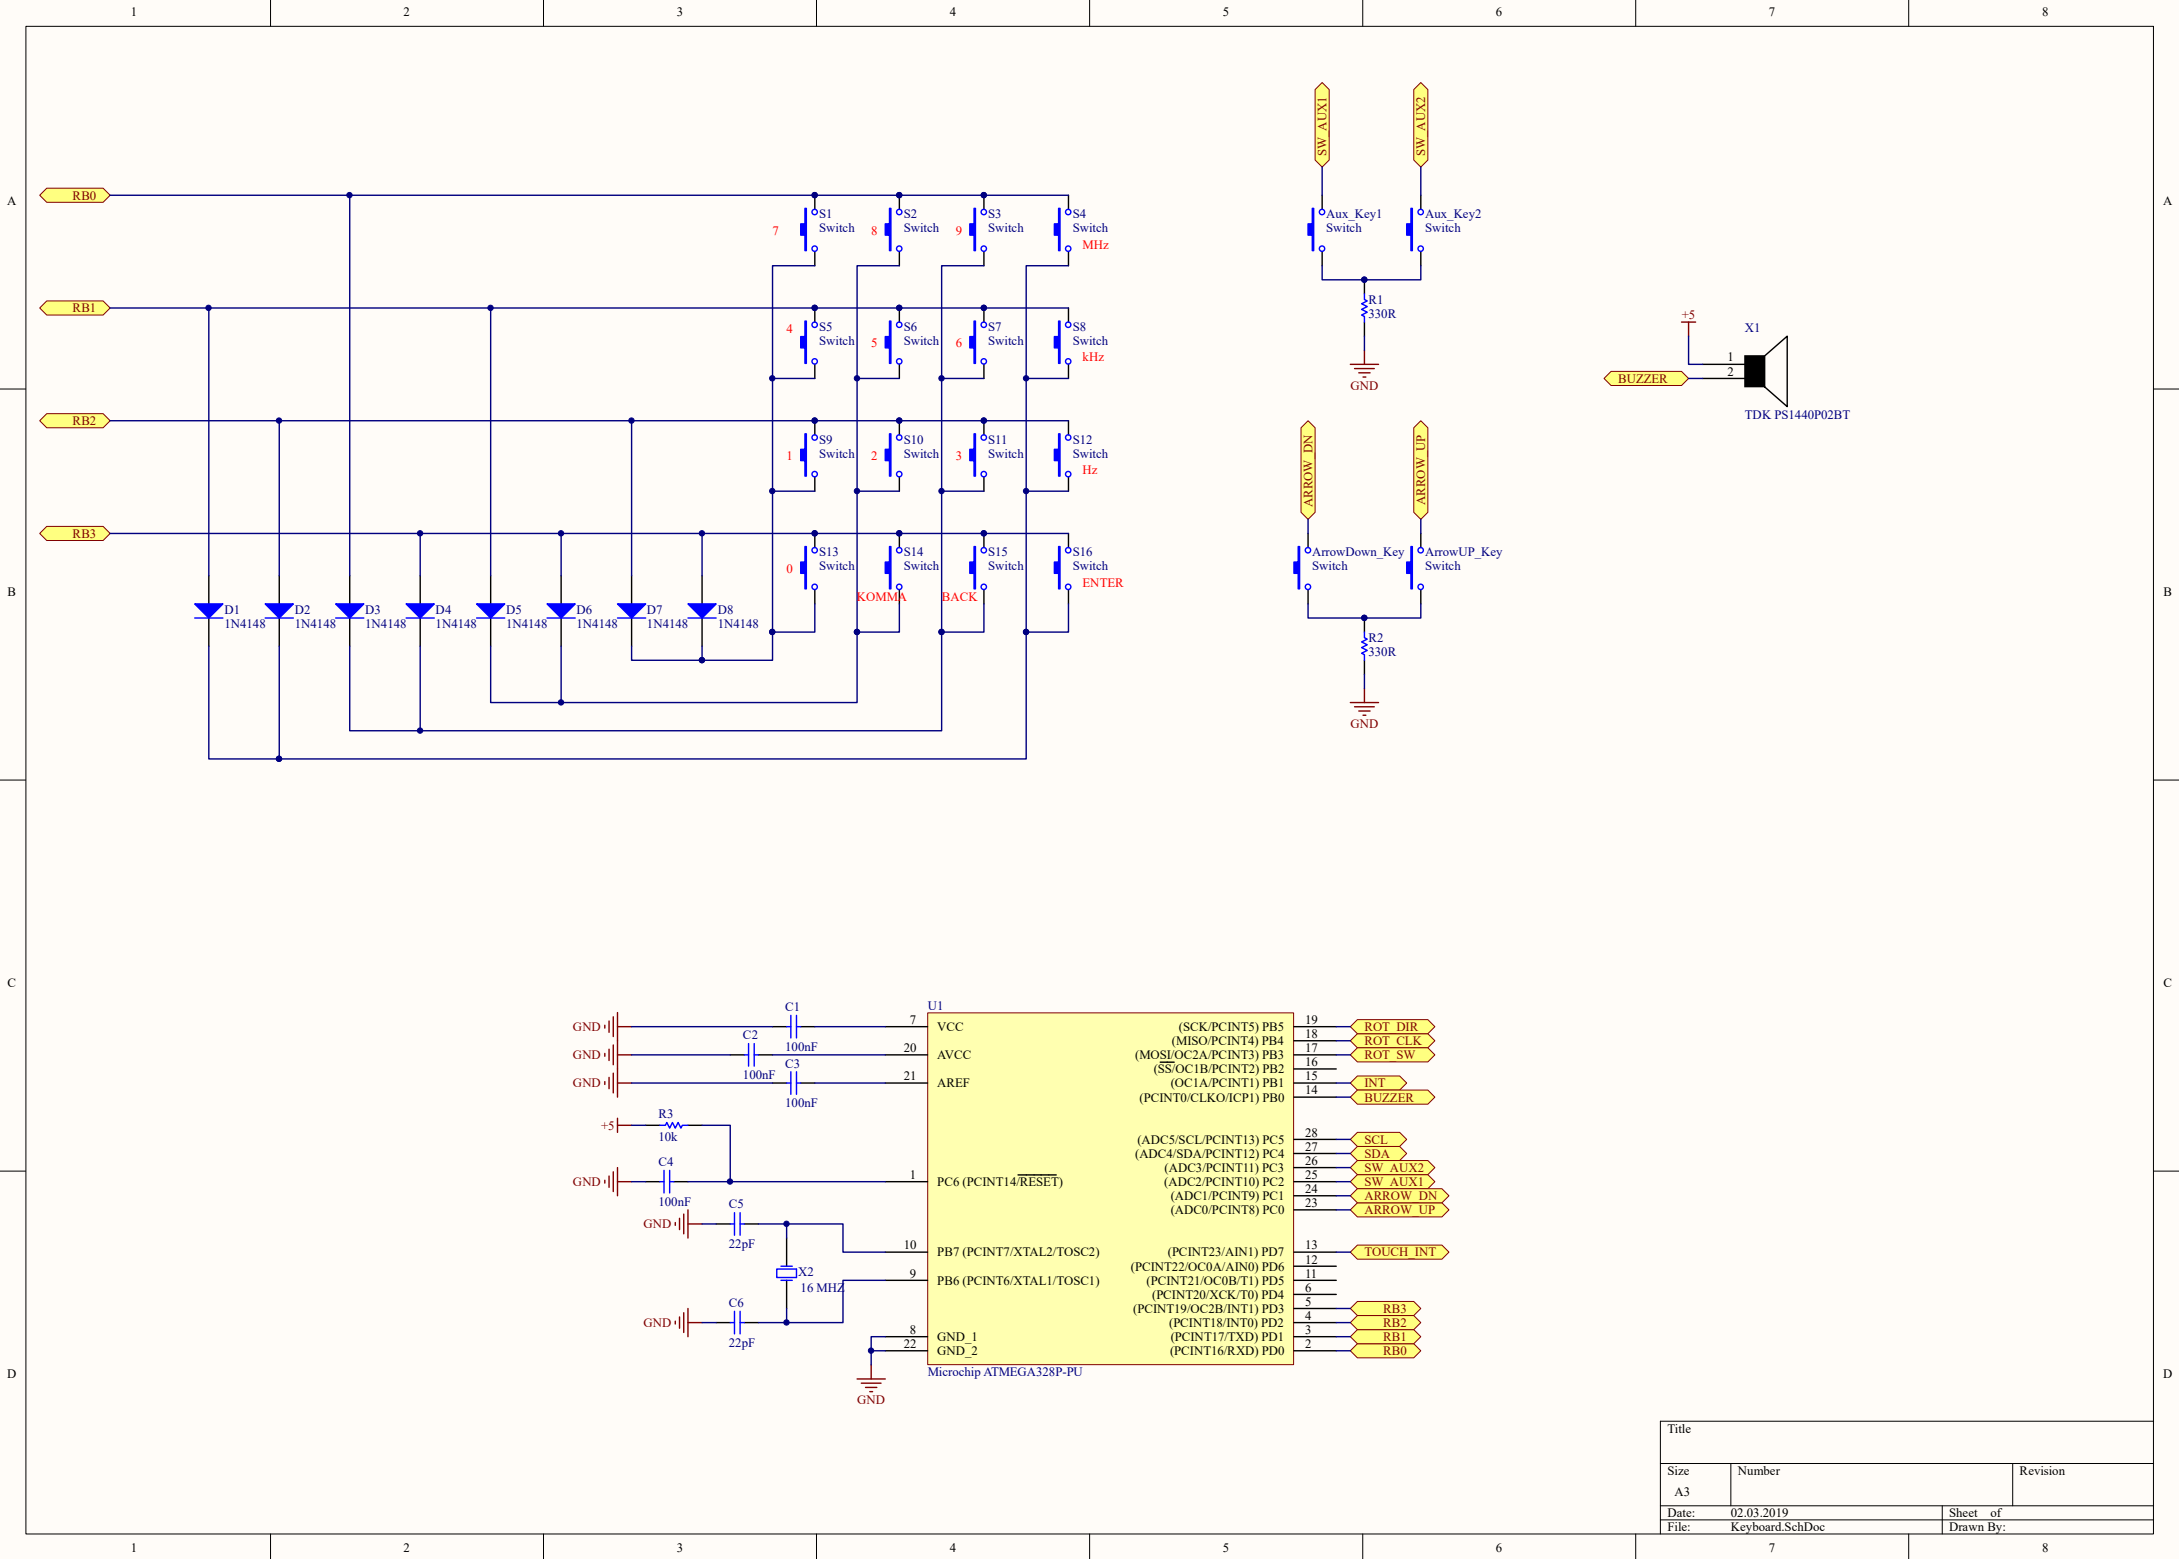 1 2 3 4 5 6 7 8
A A
B B
C C
D D
RB0
RB1
RB2
RB3
S1
Switch
7
S2
Switch
8
S3
Switch
9
S4
Switch
MHz
S5
Switch
4
S6
Switch
5
S7
Switch
6
S8
Switch
kHz
S9
Switch
1
S10
Switch
2
S11
Switch
3
S12
Switch
Hz
S13
Switch
0
S14
Switch
KOMMA
S15
Switch
BACK
S16
Switch
ENTER
D1
1N4148
D2
1N4148
D3
1N4148
D4
1N4148
D5
1N4148
D6
1N4148
D7
1N4148
D8
1N4148
SW_AUX1
SW_AUX2
Aux_Key1
Switch
Aux_Key2
Switch
R1
330R
GND
ARROW_DN
ARROW_UP
ArrowDown_Key
Switch
ArrowUP_Key
Switch
R2
330R
GND
+5
X1
1
2
BUZZER
TDK PS1440P02BT
U1
GND
C1
100nF
7 VCC
GND
C2
100nF
20 AVCC
GND
C3
100nF
21 AREF
+5
R3
10k
GND
C4
100nF
1 PC6 (PCINT14/RESET)
GND
C5
22pF
10 PB7 (PCINT7/XTAL2/TOSC2)
X2
16 MHZ
9 PB6 (PCINT6/XTAL1/TOSC1)
GND
C6
22pF
8 GND_1
22 GND_2
GND
(SCK/PCINT5) PB5 19 ROT_DIR
(MISO/PCINT4) PB4 18 ROT_CLK
(MOSI/OC2A/PCINT3) PB3 17 ROT_SW
(SS/OC1B/PCINT2) PB2 16
(OC1A/PCINT1) PB1 15 INT
(PCINT0/CLKO/ICP1) PB0 14 BUZZER
(ADC5/SCL/PCINT13) PC5 28 SCL
(ADC4/SDA/PCINT12) PC4 27 SDA
(ADC3/PCINT11) PC3 26 SW_AUX2
(ADC2/PCINT10) PC2 25 SW_AUX1
(ADC1/PCINT9) PC1 24 ARROW_DN
(ADC0/PCINT8) PC0 23 ARROW_UP
(PCINT23/AIN1) PD7 13 TOUCH_INT
(PCINT22/OC0A/AIN0) PD6 12
(PCINT21/OC0B/T1) PD5 11
(PCINT20/XCK/T0) PD4 6
(PCINT19/OC2B/INT1) PD3 5 RB3
(PCINT18/INT0) PD2 4 RB2
(PCINT17/TXD) PD1 3 RB1
(PCINT16/RXD) PD0 2 RB0
Microchip ATMEGA328P-PU
Title
Size Number Revision
A3
Date: 02.03.2019 Sheet of
File: Keyboard.SchDoc Drawn By:
1 2 3 4 5 6 7 8